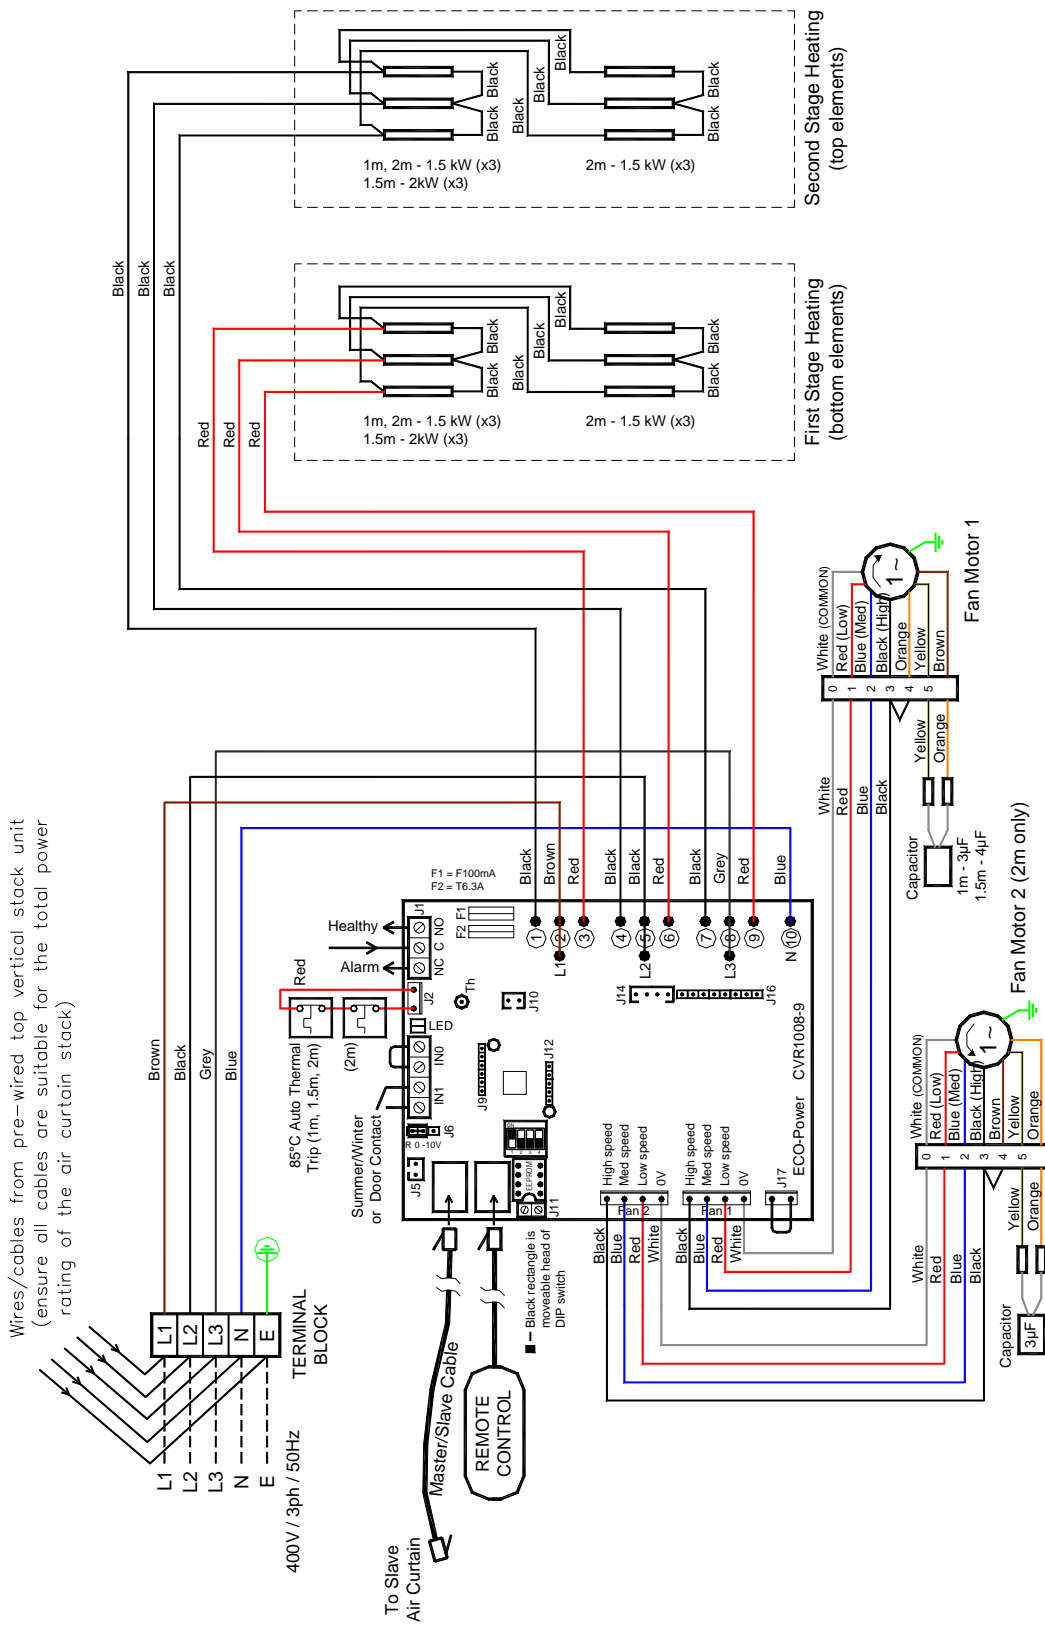 Wires/cables from pre-wired top vertical stack unit
(ensure all cables are suitable for the total power
rating of the air curtain stack)
L1
L2
L3
N
E
400V / 3ph / 50Hz
L1
L2
L3
N
E
TERMINAL
BLOCK
Brown
Black
Grey
Blue
To Slave
Air Curtain
Master/Slave Cable
REMOTE
CONTROL
■ – Black rectangle is
moveable head of
DIP switch
Summer/Winter
or Door Contact
85°C Auto Thermal
Trip (1m, 1.5m, 2m)
(2m)
Red
Alarm
Healthy
J5
R 0 -10V
J6
IN1
IN0
LED
J2
NC C NO
J1
F1 = F100mA
F2 = T6.3A
F2
F1
J11
EEPROM
ON
1 2 3 4
J9
J12
Th
J10
J14
J16
ECO-Power CVR1008-9
J17
High speed
Med speed
Low speed
0V
Fan 2
High speed
Med speed
Low speed
0V
Fan 1
Black
Blue
Red
White
Black
Blue
Red
White
L1
L2
L3
N
1
2
3
4
5
6
7
8
9
10
Black
Brown
Red
Black
Black
Red
Black
Grey
Red
Blue
Red
Red
Red
Black
Black
Black
First Stage Heating
(bottom elements)
1m, 2m - 1.5 kW (x3)
1.5m - 2kW (x3)
2m - 1.5 kW (x3)
Black
Black
Black
Black
Black
Black
Second Stage Heating
(top elements)
1m, 2m - 1.5 kW (x3)
1.5m - 2kW (x3)
2m - 1.5 kW (x3)
Black
Black
Black
Black
Black
Black
Black
Fan Motor 1
1 ~
White (COMMON)
Red (Low)
Blue (Med)
Black (High)
Orange
Yellow
Brown
0
1
2
3
4
5
White
Red
Blue
Black
Yellow
Orange
Capacitor
1m - 3µF
1.5m - 4µF
Fan Motor 2 (2m only)
1 ~
White (COMMON)
Red (Low)
Blue (Med)
Black (High)
Brown
Yellow
Orange
0
1
2
3
4
5
White
Red
Blue
Black
Yellow
Orange
Capacitor
3µF